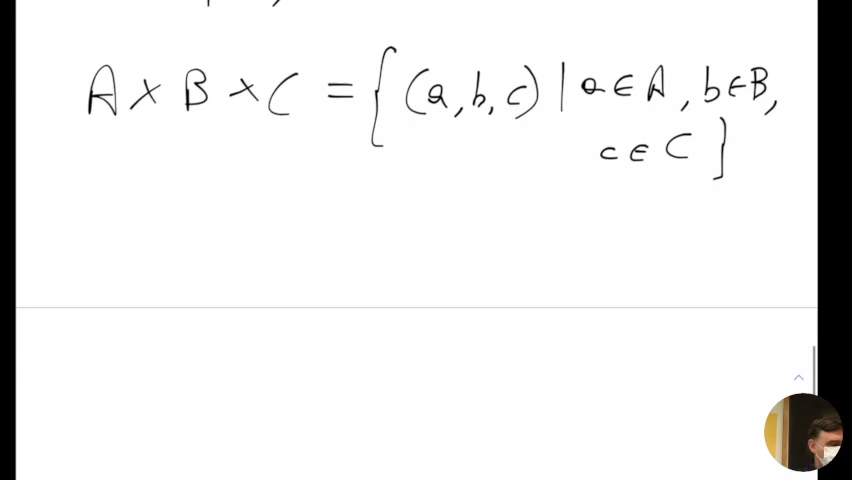 A × B × C = { (a, b, c) | a ∈ A, b ∈ B,
c ∈ C }